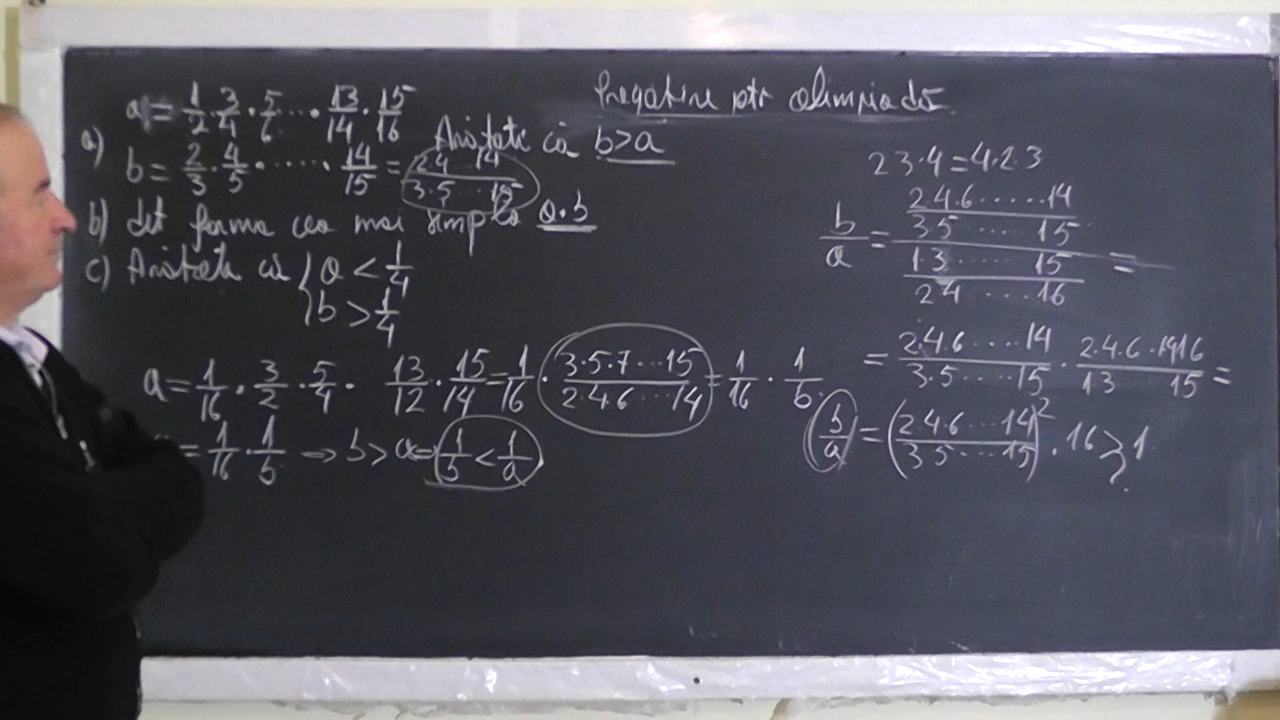 Pregatire ptr olimpiadă
a = 1/2 · 3/4 · 5/6 ... · 13/14 · 15/16
a)
Arătate că b>a
b = 2/3 · 4/5 · ..... · 14/15 = 2 4 .. 14 / 3·5 ... 15
b) det forma cea mai simplă a·b
c) Arătati că { a < 1/4
b > 1/4
a = 1/16 · 3/2 · 5/4 · 13/12 · 15/14 = 1/16 · 3·5·7...15 / 2·4·6...14 = 1/16 · 1/b
= 1/16 · 1/b → b > a = 1/b < 1/a
2 3·4 = 4·2·3
b/a = (2 4·6 ..... 14 / 3 5 ..... 15) / (1·3 .... 15 / 2 4 .... 16) =
= 2·4·6 .... 14 / 3·5 ..... 15 · 2·4·6·14 16 / 1 3 15 =
b/a = (2 4·6 ... 14 / 3 5 ... 15)² · 16 > 1
?